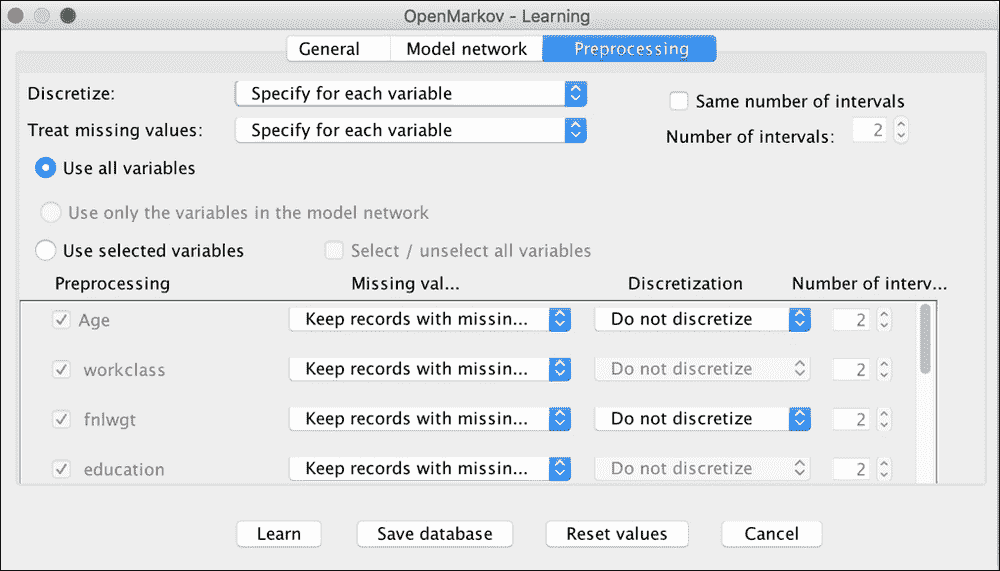 OpenMarkov - Learning
General Model network Preprocessing
Discretize: Specify for each variable Same number of intervals
Treat missing values: Specify for each variable Number of intervals: 2
Use all variables
Use only the variables in the model network
Use selected variables Select / unselect all variables
Preprocessing Missing val... Discretization Number of interv...
Age Keep records with missin... Do not discretize 2
workclass Keep records with missin... Do not discretize 2
fnlwgt Keep records with missin... Do not discretize 2
education Keep records with missin... Do not discretize 2
Learn Save database Reset values Cancel